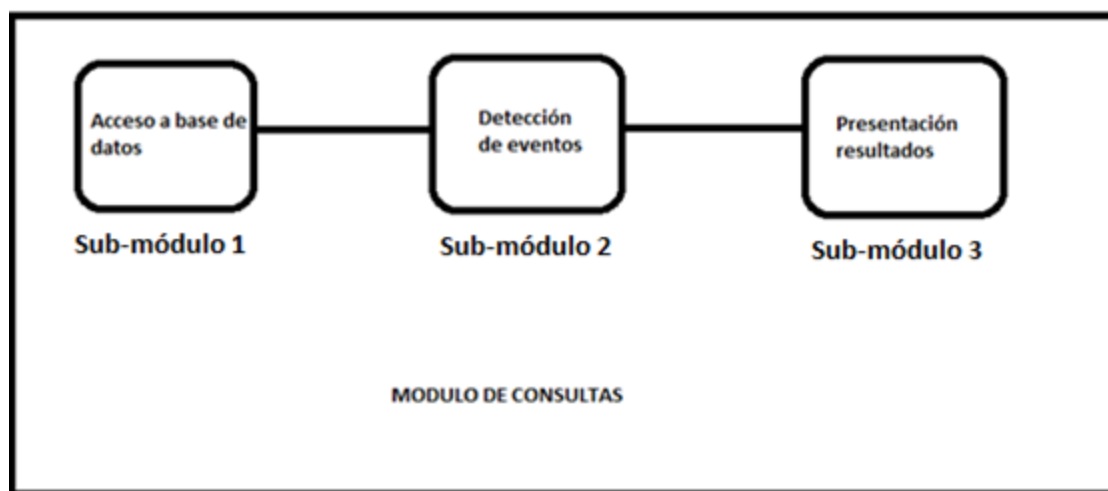 Acceso a base de
datos
Detección
de eventos
Presentación
resultados
Sub-módulo 1
Sub-módulo 2
Sub-módulo 3
MODULO DE CONSULTAS